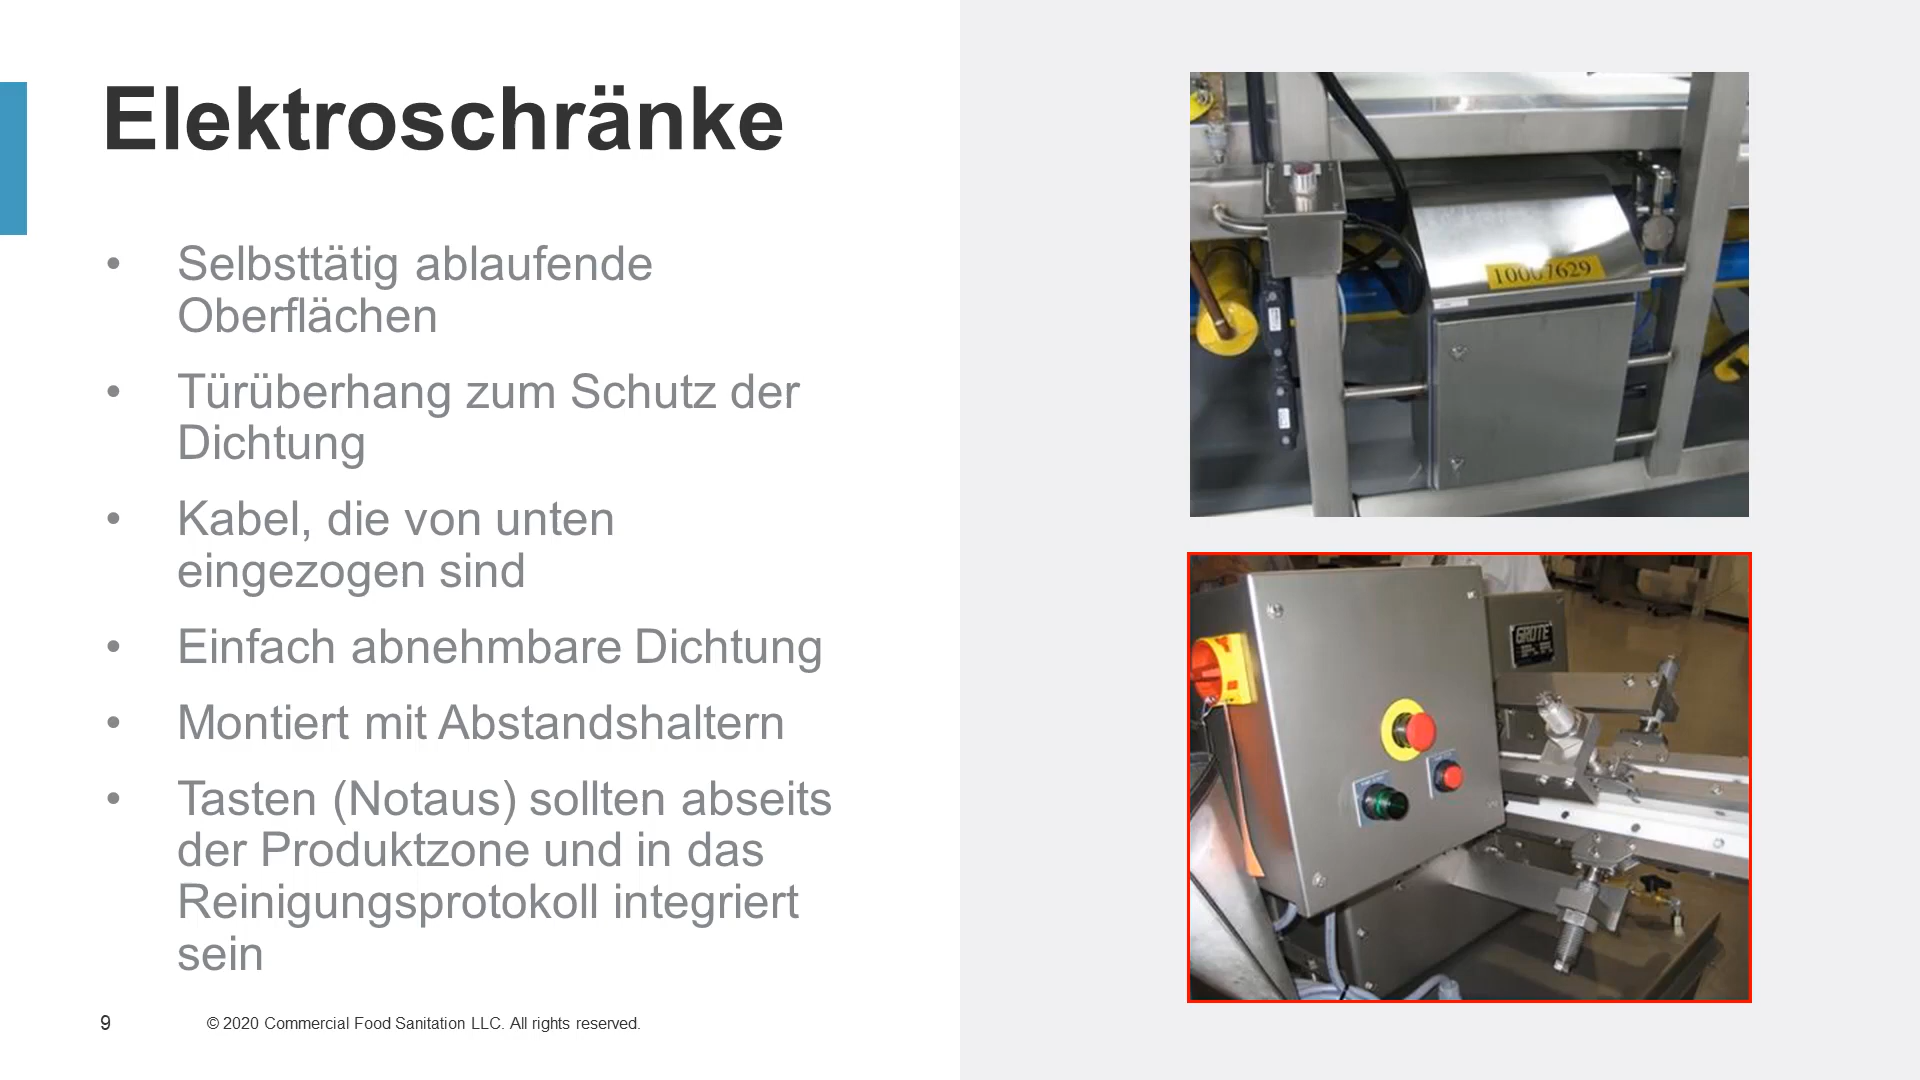 Elektroschränke
• Selbsttätig ablaufende
Oberflächen
• Türüberhang zum Schutz der
Dichtung
• Kabel, die von unten
eingezogen sind
• Einfach abnehmbare Dichtung
• Montiert mit Abstandshaltern
• Tasten (Notaus) sollten abseits
der Produktzone und in das
Reinigungsprotokoll integriert
sein
9
© 2020 Commercial Food Sanitation LLC. All rights reserved.
10007629
GROTE